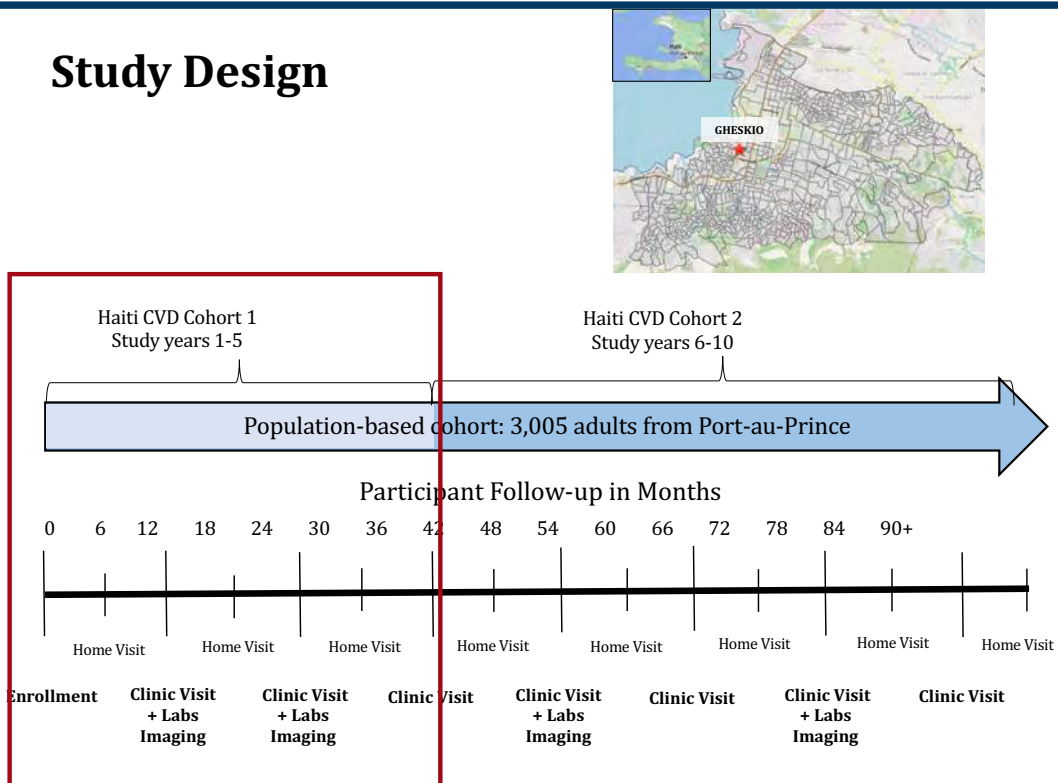 Study Design
Haiti
GHESKIO
Haiti CVD Cohort 1
Study years 1-5
Haiti CVD Cohort 2
Study years 6-10
Population-based cohort: 3,005 adults from Port-au-Prince
Participant Follow-up in Months
0 6 12 18 24 30 36 42 48 54 60 66 72 78 84 90+
Home Visit Home Visit Home Visit Home Visit Home Visit Home Visit Home Visit Home Visit
Enrollment
Clinic Visit
+ Labs
Imaging
Clinic Visit
+ Labs
Imaging
Clinic Visit
Clinic Visit
+ Labs
Imaging
Clinic Visit
Clinic Visit
+ Labs
Imaging
Clinic Visit